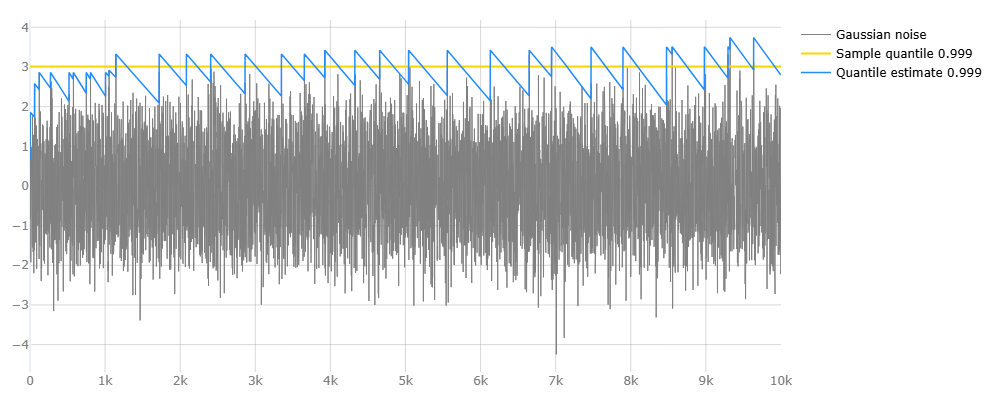 4
3
2
1
0
−1
−2
−3
−4
0
1k
2k
3k
4k
5k
6k
7k
8k
9k
10k
Gaussian noise
Sample quantile 0.999
Quantile estimate 0.999